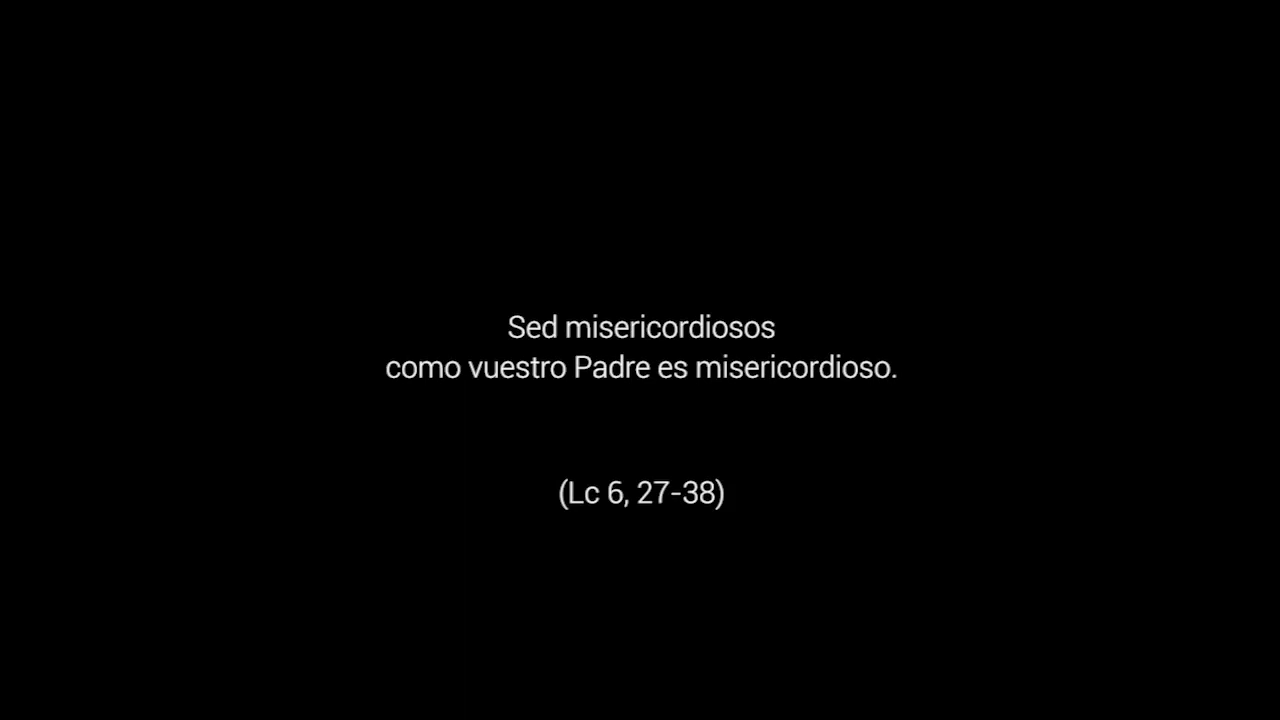 Sed misericordiosos
como vuestro Padre es misericordioso.
(Lc 6, 27-38)